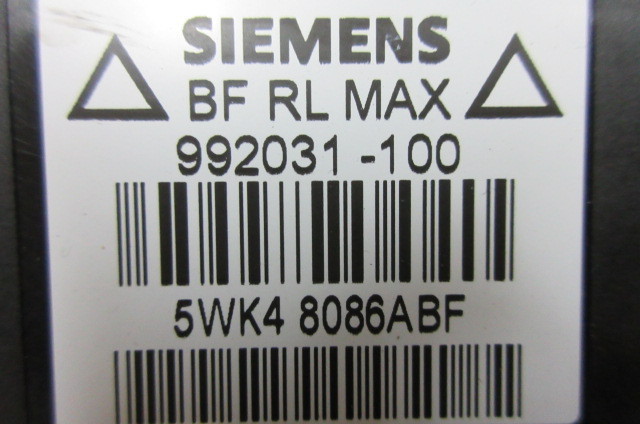 SIEMENS
BF RL MAX
992031-100
5WK4 8086ABF